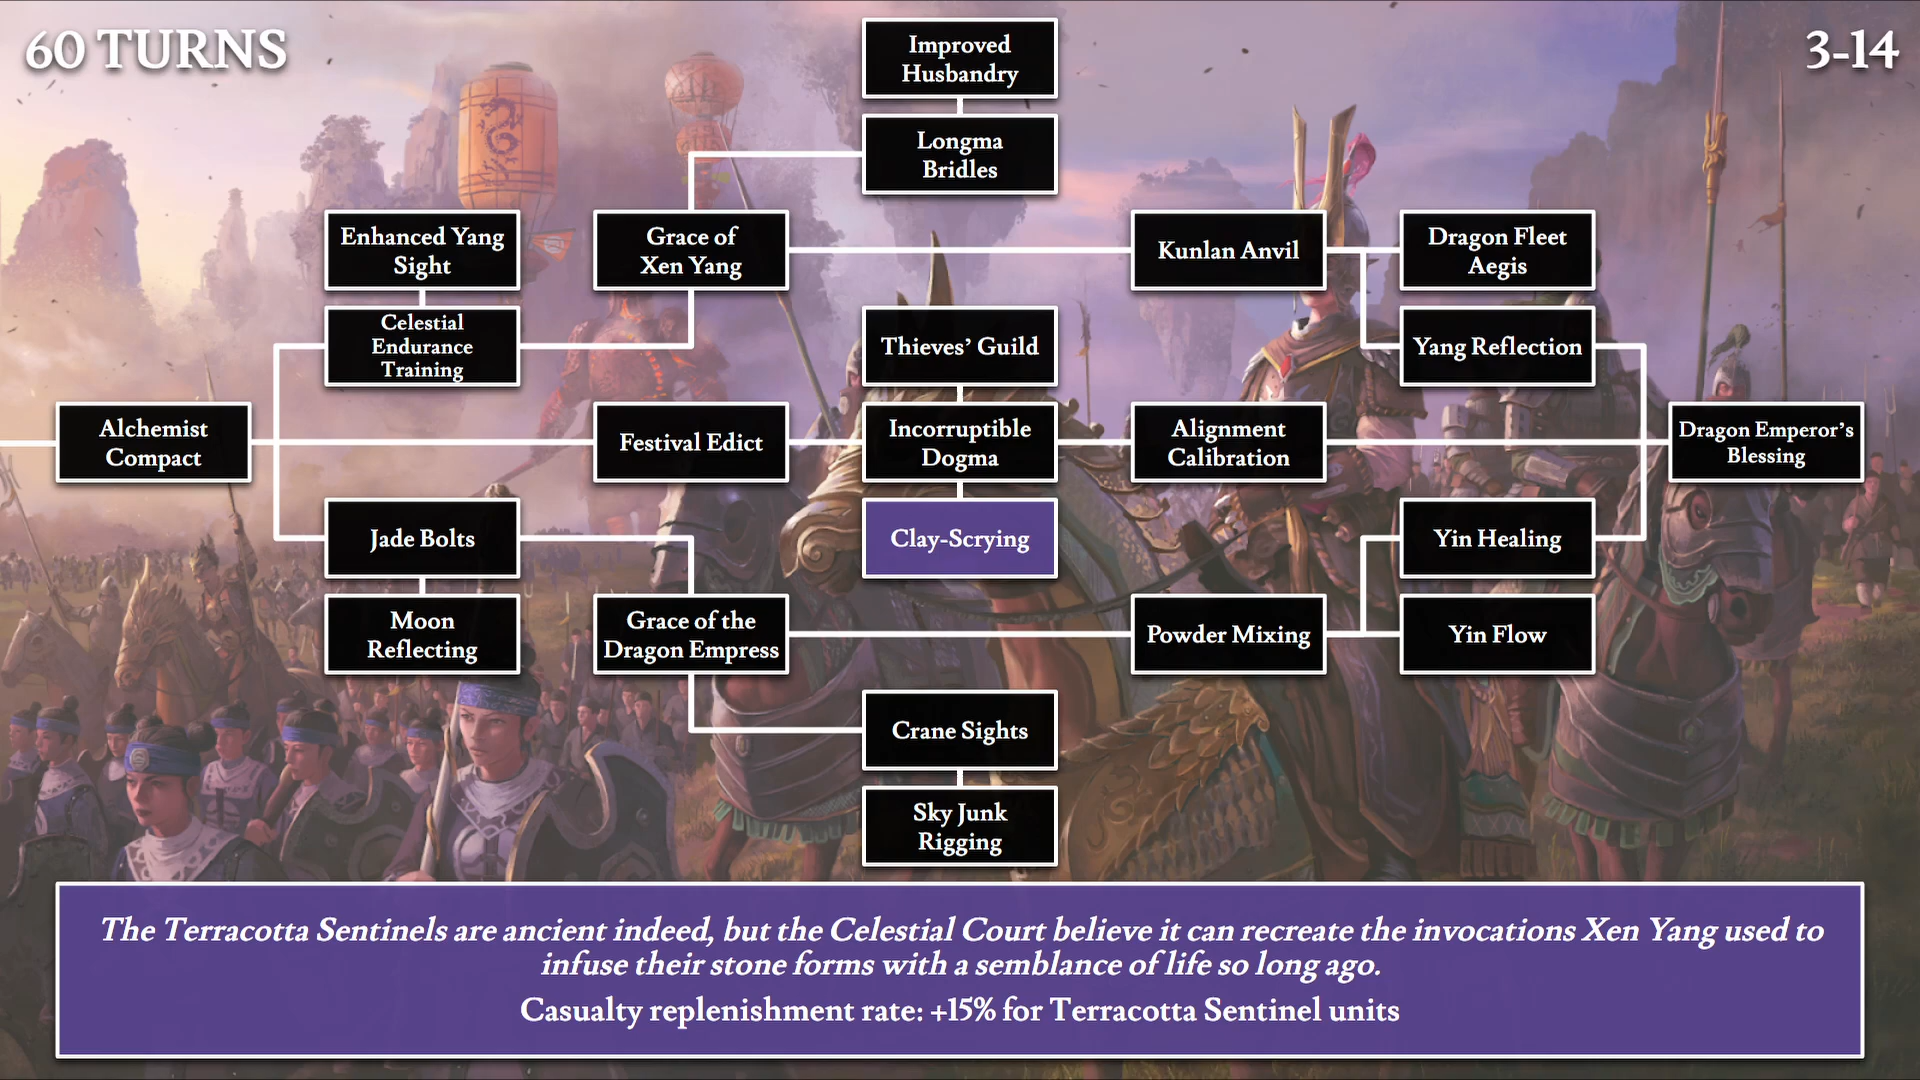 60 TURNS
3-14
Improved
Husbandry
Longma
Bridles
Enhanced Yang
Sight
Grace of
Xen Yang
Kunlan Anvil
Dragon Fleet
Aegis
Celestial
Endurance
Training
Thieves’ Guild
Yang Reflection
Alchemist
Compact
Festival Edict
Incorruptible
Dogma
Alignment
Calibration
Dragon Emperor’s
Blessing
Jade Bolts
Clay-Scrying
Yin Healing
Moon
Reflecting
Grace of the
Dragon Empress
Powder Mixing
Yin Flow
Crane Sights
Sky Junk
Rigging
The Terracotta Sentinels are ancient indeed, but the Celestial Court believe it can recreate the invocations Xen Yang used to
infuse their stone forms with a semblance of life so long ago.
Casualty replenishment rate: +15% for Terracotta Sentinel units